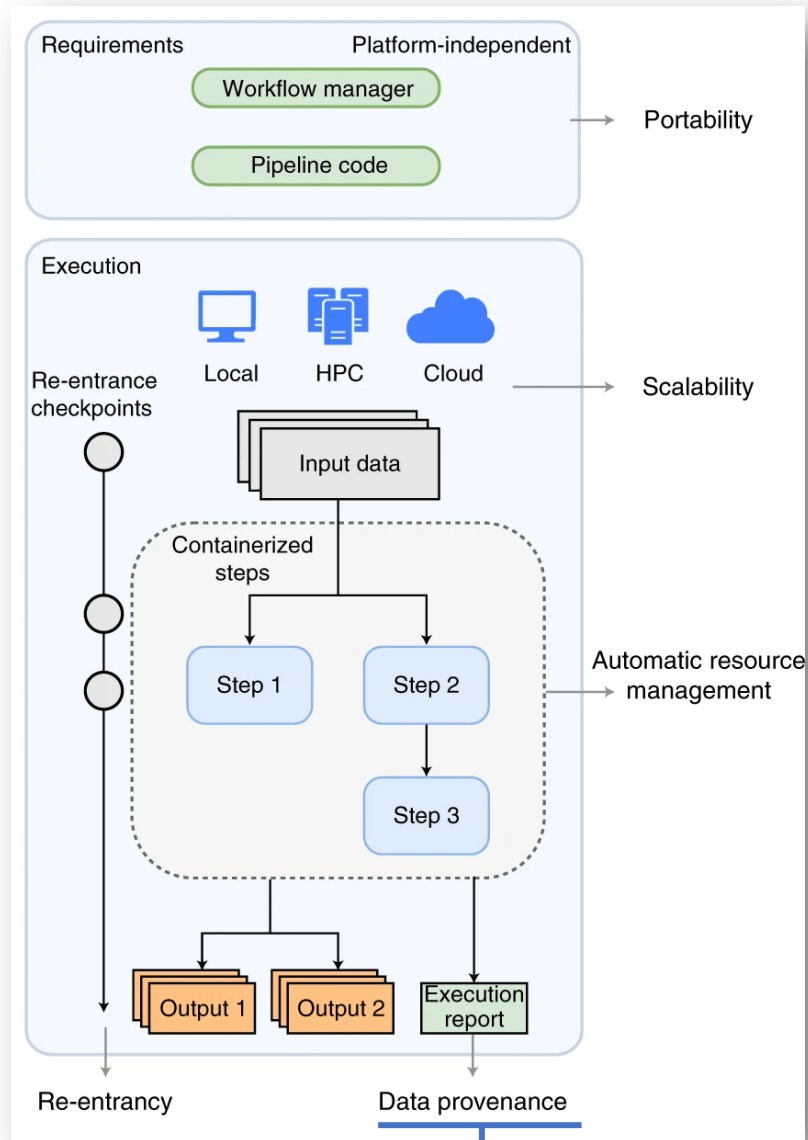 Requirements
Platform-independent
Workflow manager
Pipeline code
Portability
Execution
Local
HPC
Cloud
Scalability
Re-entrance
checkpoints
Input data
Containerized
steps
Step 1
Step 2
Automatic resource
management
Step 3
Output 1
Output 2
Execution
report
Re-entrancy
Data provenance